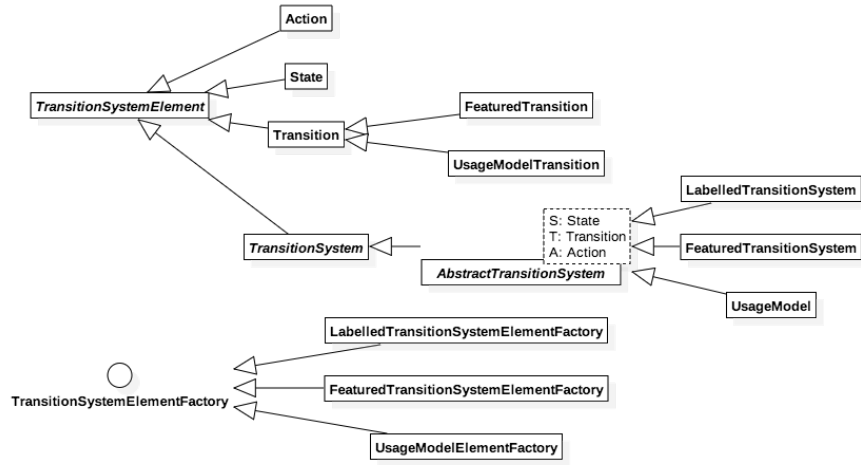 Action
State
TransitionSystemElement
FeaturedTransition
Transition
UsageModelTransition
LabelledTransitionSystem
S: State
T: Transition
A: Action
TransitionSystem
FeaturedTransitionSystem
AbstractTransitionSystem
UsageModel
LabelledTransitionSystemElementFactory
TransitionSystemElementFactory
FeaturedTransitionSystemElementFactory
UsageModelElementFactory